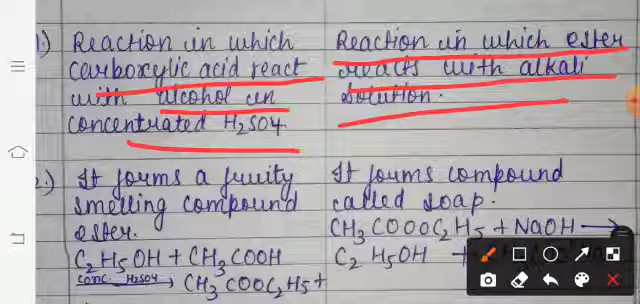 1.) Reaction in which
carboxylic acid react
with alcohol in
concentrated H2SO4.
2.) It forms a fruity
smelling compound
ester.
C2H5OH + CH3COOH
conc. H2SO4
CH3COOC2H5+
Reaction in which ester
reacts with alkali
solution.
It forms compound
called soap.
CH3COOOC2H5 + NaOH →
C2H5OH +